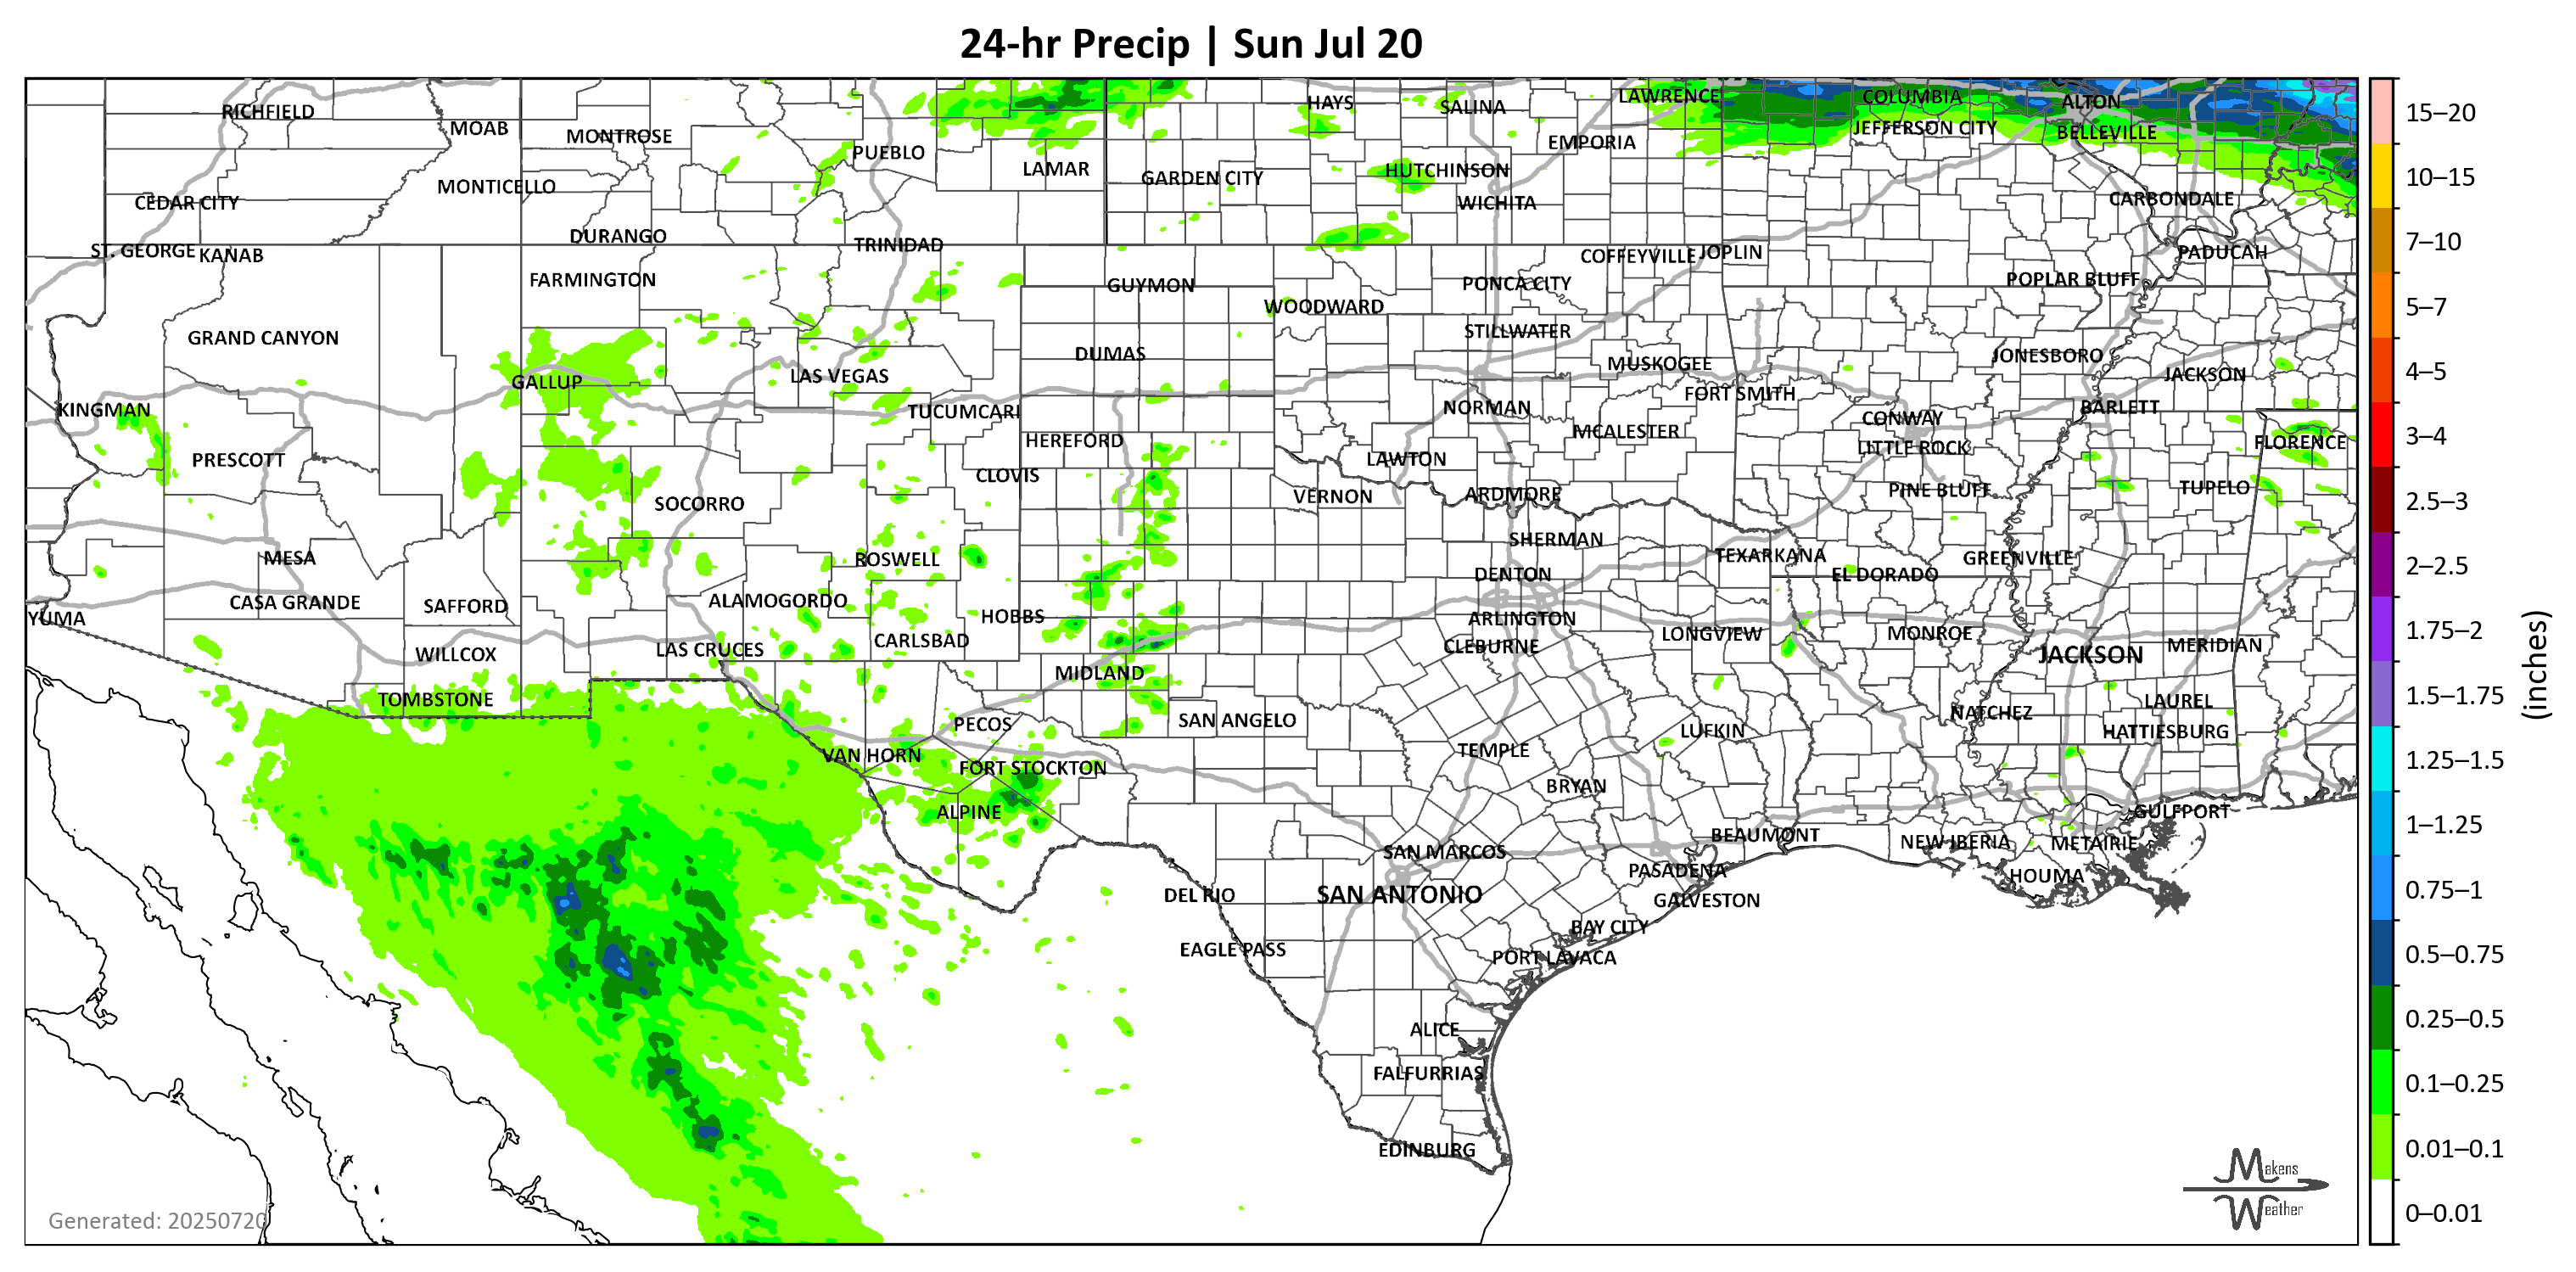 24-hr Precip | Sun Jul 20
RICHFIELD
MOAB
MONTROSE
PUEBLO
LAMAR
HAYS
SALINA
LAWRENCE
COLUMBIA
ALTON
EMPORIA
JEFFERSON CITY
BELLEVILLE
MONTICELLO
CEDAR CITY
GARDEN CITY
HUTCHINSON
WICHITA
CARBONDALE
DURANGO
TRINIDAD
ST. GEORGE
KANAB
COFFEYVILLE
JOPLIN
PADUCAH
FARMINGTON
GUYMON
WOODWARD
PONCA CITY
POPLAR BLUFF
GRAND CANYON
DUMAS
STILLWATER
MUSKOGEE
JONESBORO
GALLUP
LAS VEGAS
FORT SMITH
JACKSON
KINGMAN
TUCUMCARI
NORMAN
CONWAY
BARLETT
PRESCOTT
HEREFORD
LAWTON
MCALESTER
LITTLE ROCK
FLORENCE
SOCORRO
CLOVIS
VERNON
ARDMORE
PINE BLUFF
TUPELO
MESA
ROSWELL
SHERMAN
TEXARKANA
GREENVILLE
DENTON
EL DORADO
YUMA
CASA GRANDE
SAFFORD
ALAMOGORDO
HOBBS
ARLINGTON
WILLCOX
LAS CRUCES
CARLSBAD
CLEBURNE
LONGVIEW
MONROE
JACKSON
MERIDIAN
TOMBSTONE
MIDLAND
LAUREL
PECOS
SAN ANGELO
NATCHEZ
HATTIESBURG
VAN HORN
FORT STOCKTON
TEMPLE
LUFKIN
ALPINE
BRYAN
GULFPORT
SAN MARCOS
BEAUMONT
NEW IBERIA
METAIRIE
DEL RIO
SAN ANTONIO
PASADENA
GALVESTON
HOUMA
EAGLE PASS
BAY CITY
PORT LAVACA
ALICE
FALFURRIAS
EDINBURG
Generated: 20250720
Makens
Weather
15–20
10–15
7–10
5–7
4–5
3–4
2.5–3
2–2.5
1.75–2
1.5–1.75
1.25–1.5
1–1.25
0.75–1
0.5–0.75
0.25–0.5
0.1–0.25
0.01–0.1
0–0.01
(inches)